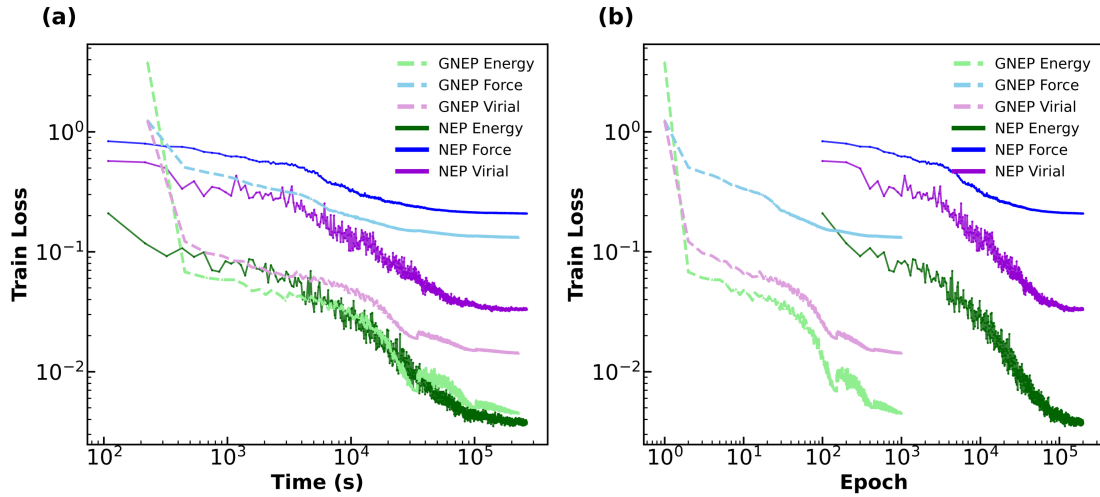 (a)
GNEP Energy
GNEP Force
GNEP Virial
NEP Energy
NEP Force
NEP Virial
Train Loss
10⁰
10⁻¹
10⁻²
10² 10³ 10⁴ 10⁵
Time (s)
(b)
GNEP Energy
GNEP Force
GNEP Virial
NEP Energy
NEP Force
NEP Virial
Train Loss
10⁰
10⁻¹
10⁻²
10⁰ 10¹ 10² 10³ 10⁴ 10⁵
Epoch